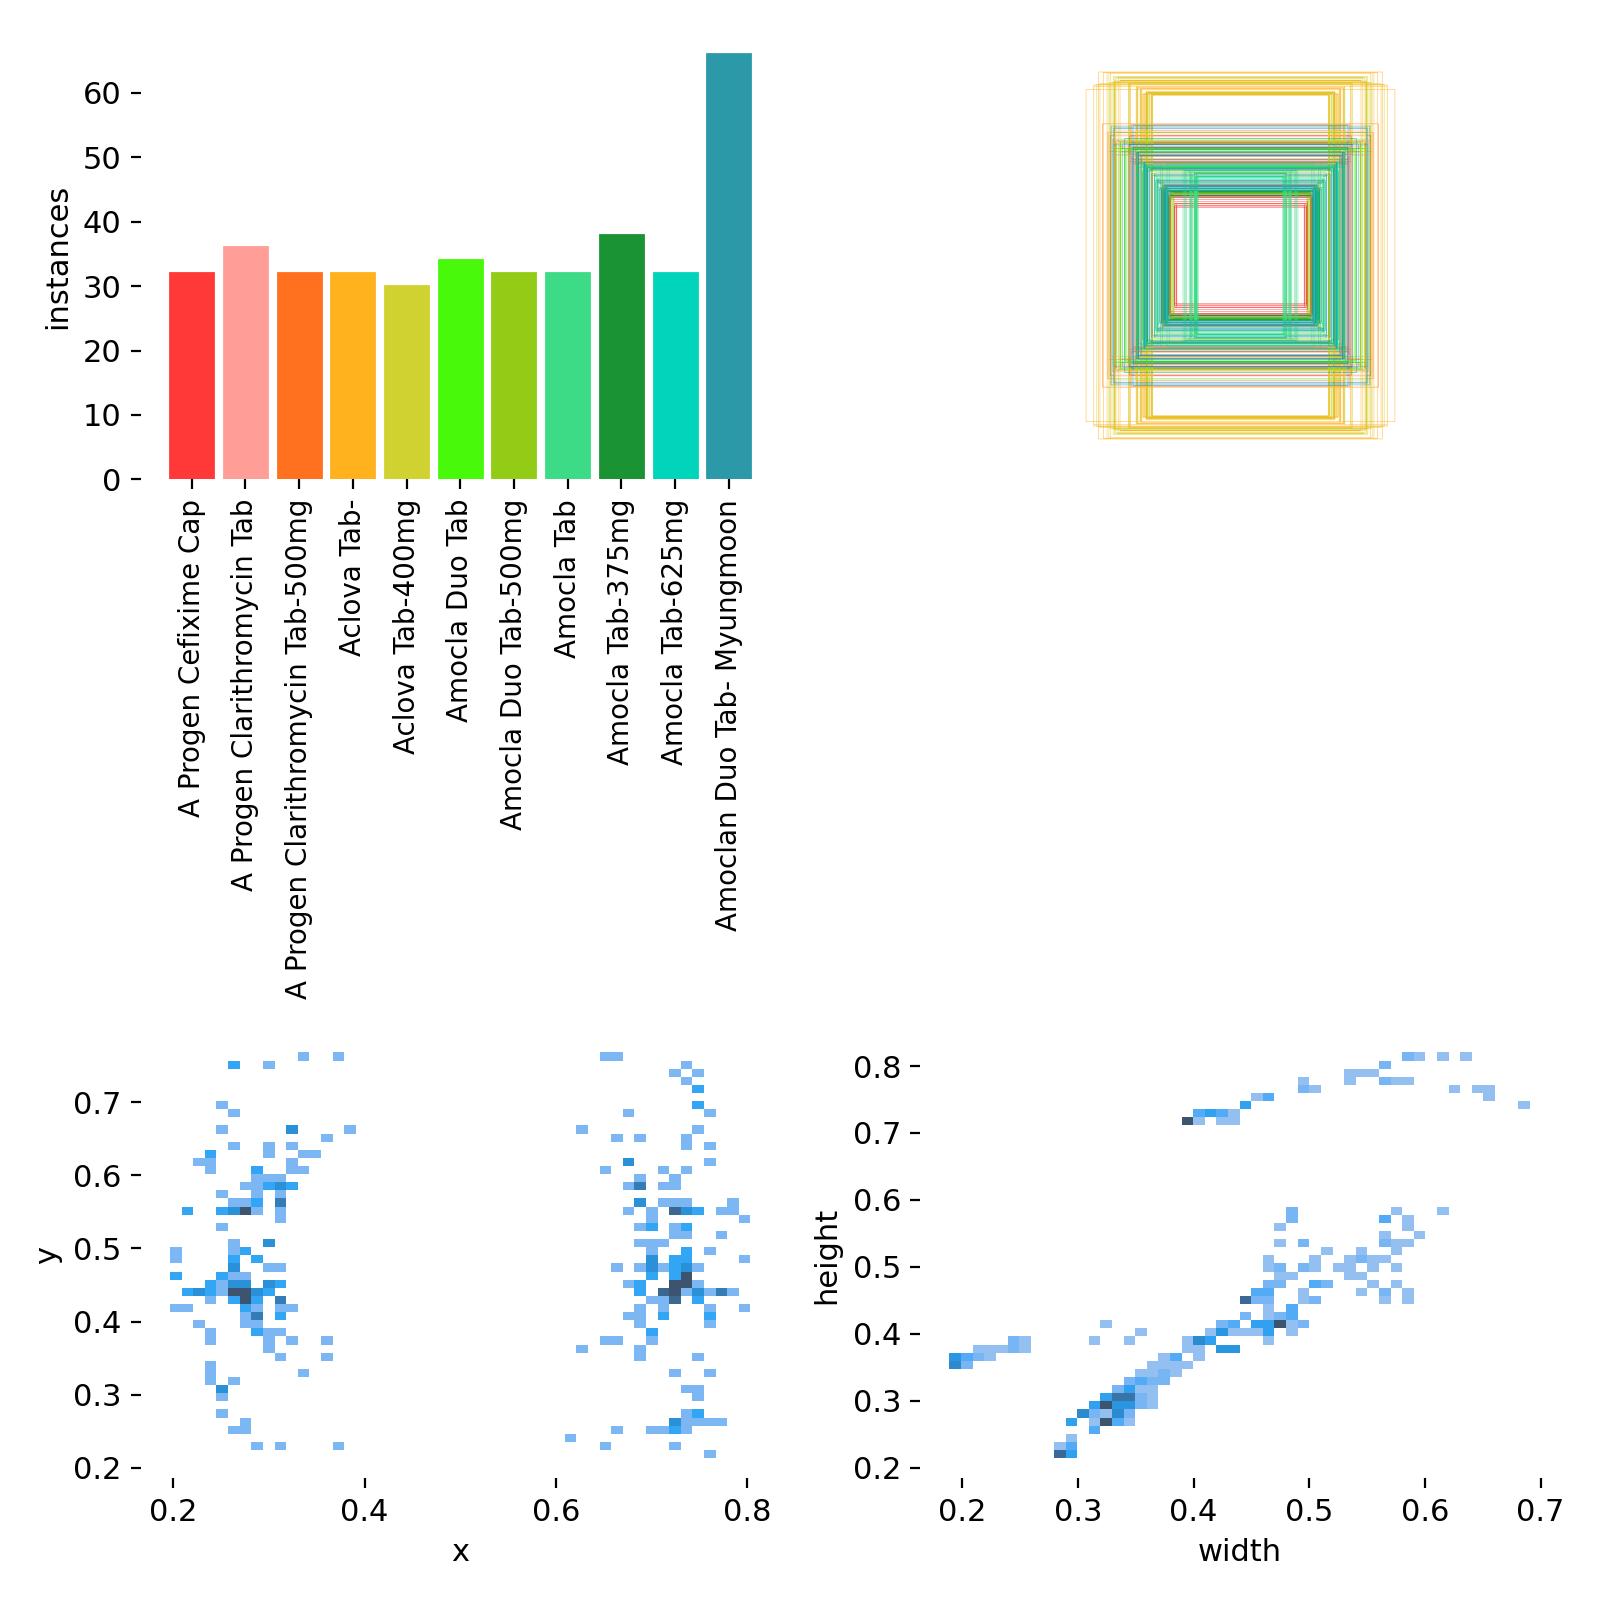 instances
60
50
40
30
20
10
0
A Progen Cefixime Cap
A Progen Clarithromycin Tab
A Progen Clarithromycin Tab-500mg
Aclova Tab-
Aclova Tab-400mg
Amocla Duo Tab
Amocla Duo Tab-500mg
Amocla Tab
Amocla Tab-375mg
Amocla Tab-625mg
Amoclan Duo Tab- Myungmoon
y
0.7
0.6
0.5
0.4
0.3
0.2
0.2 0.4 0.6 0.8
x
height
0.8
0.7
0.6
0.5
0.4
0.3
0.2
0.2 0.3 0.4 0.5 0.6 0.7
width